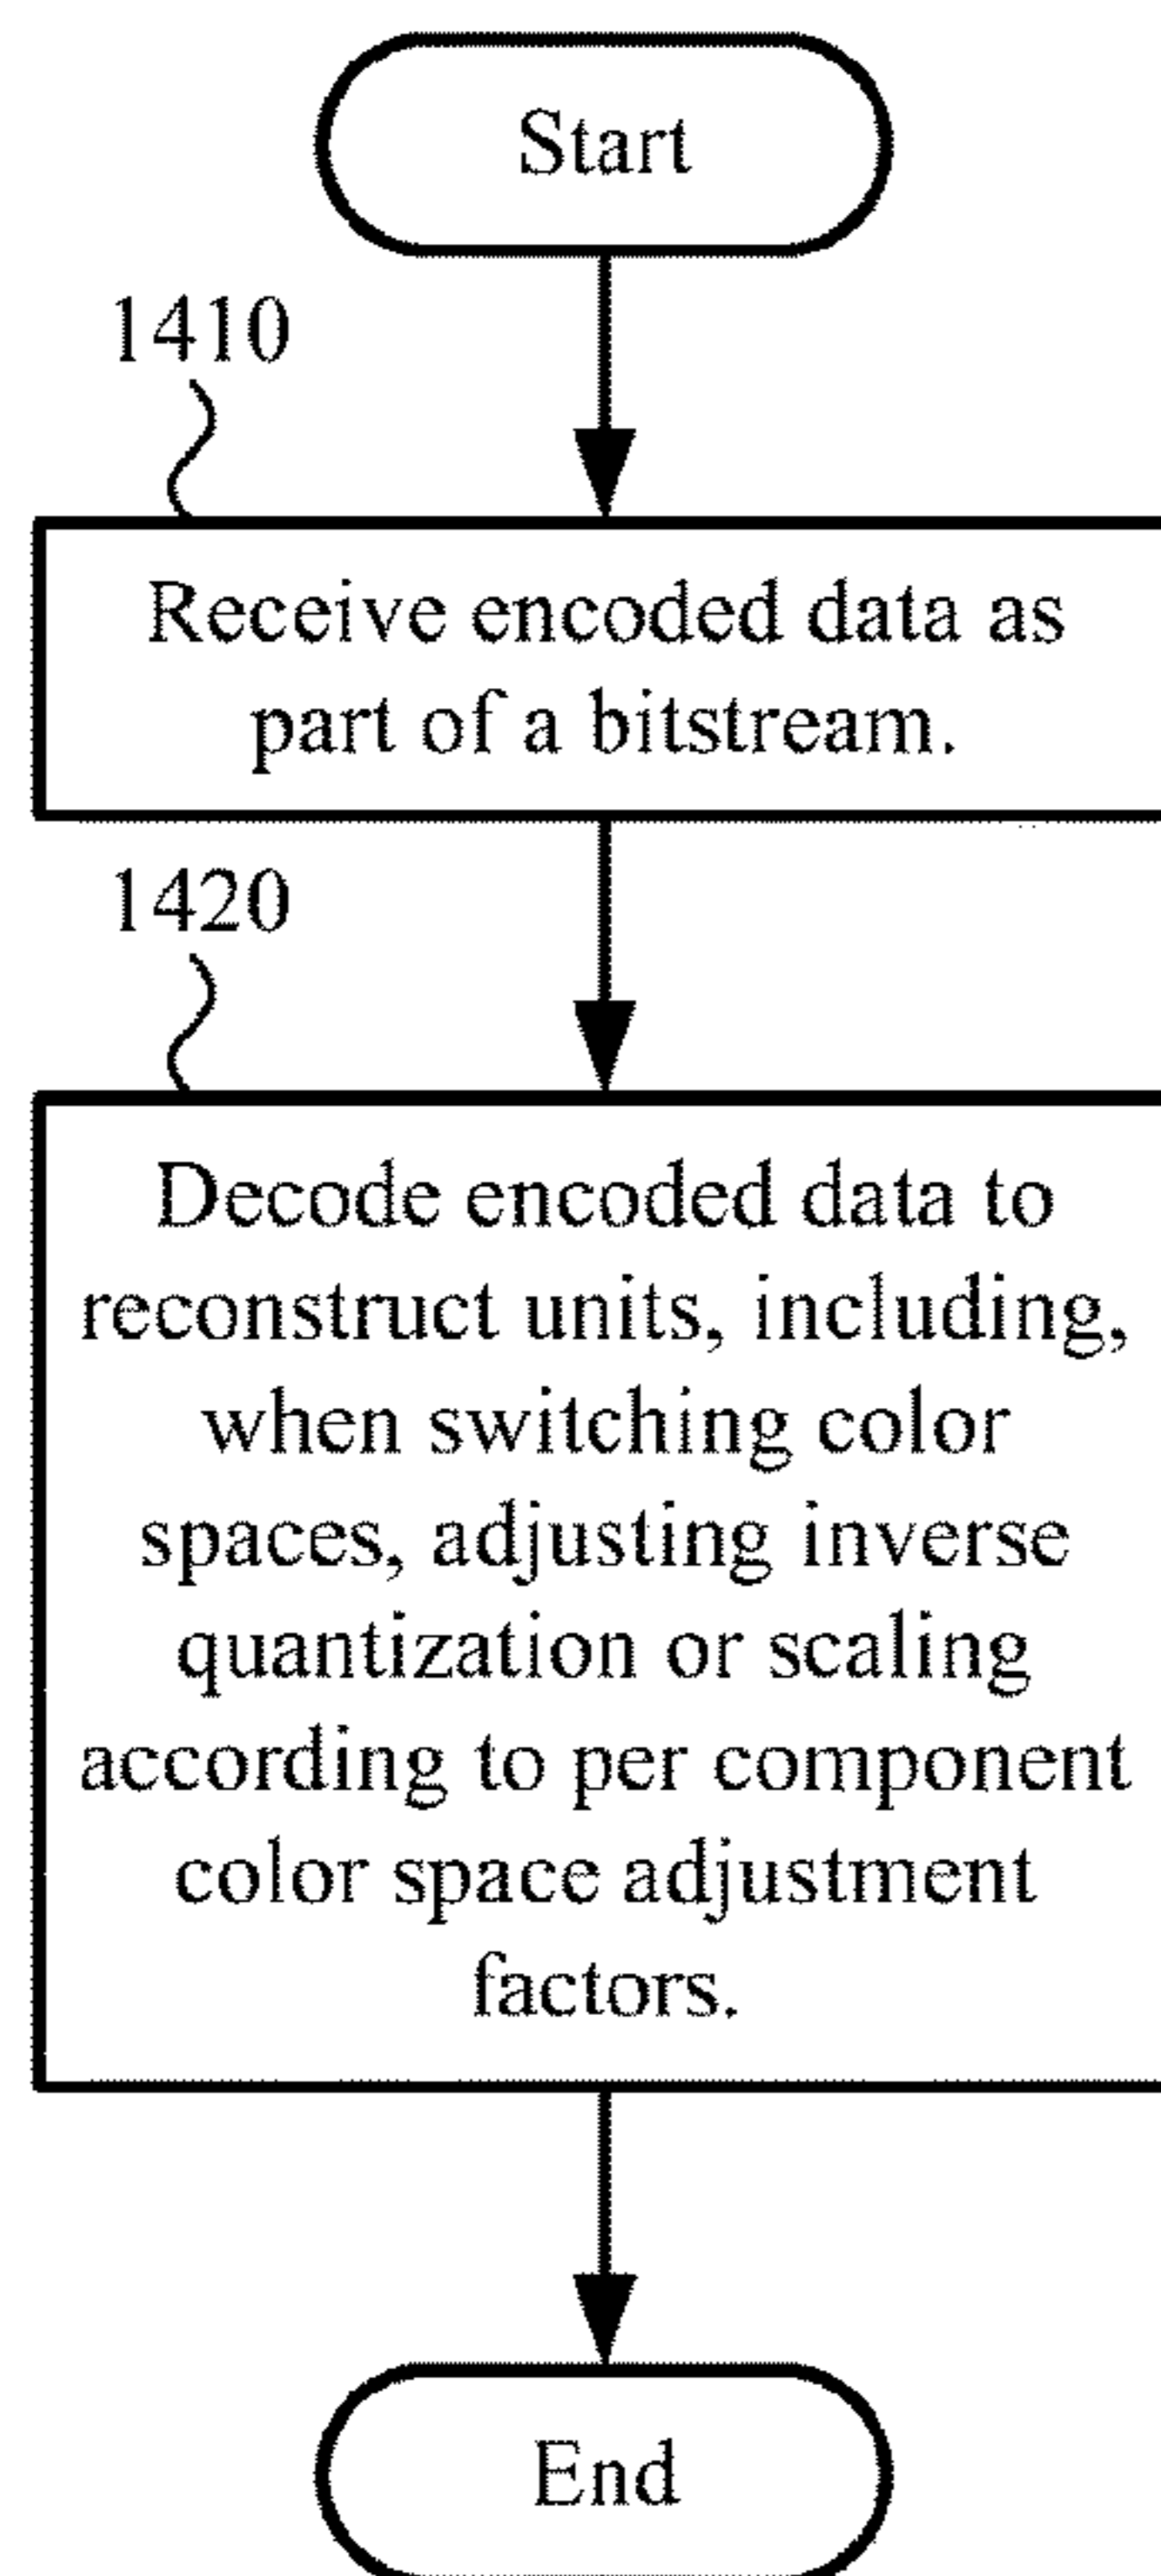 Start
1410
Receive encoded data as
part of a bitstream.
1420
Decode encoded data to
reconstruct units, including,
when switching color
spaces, adjusting inverse
quantization or scaling
according to per component
color space adjustment
factors.
End